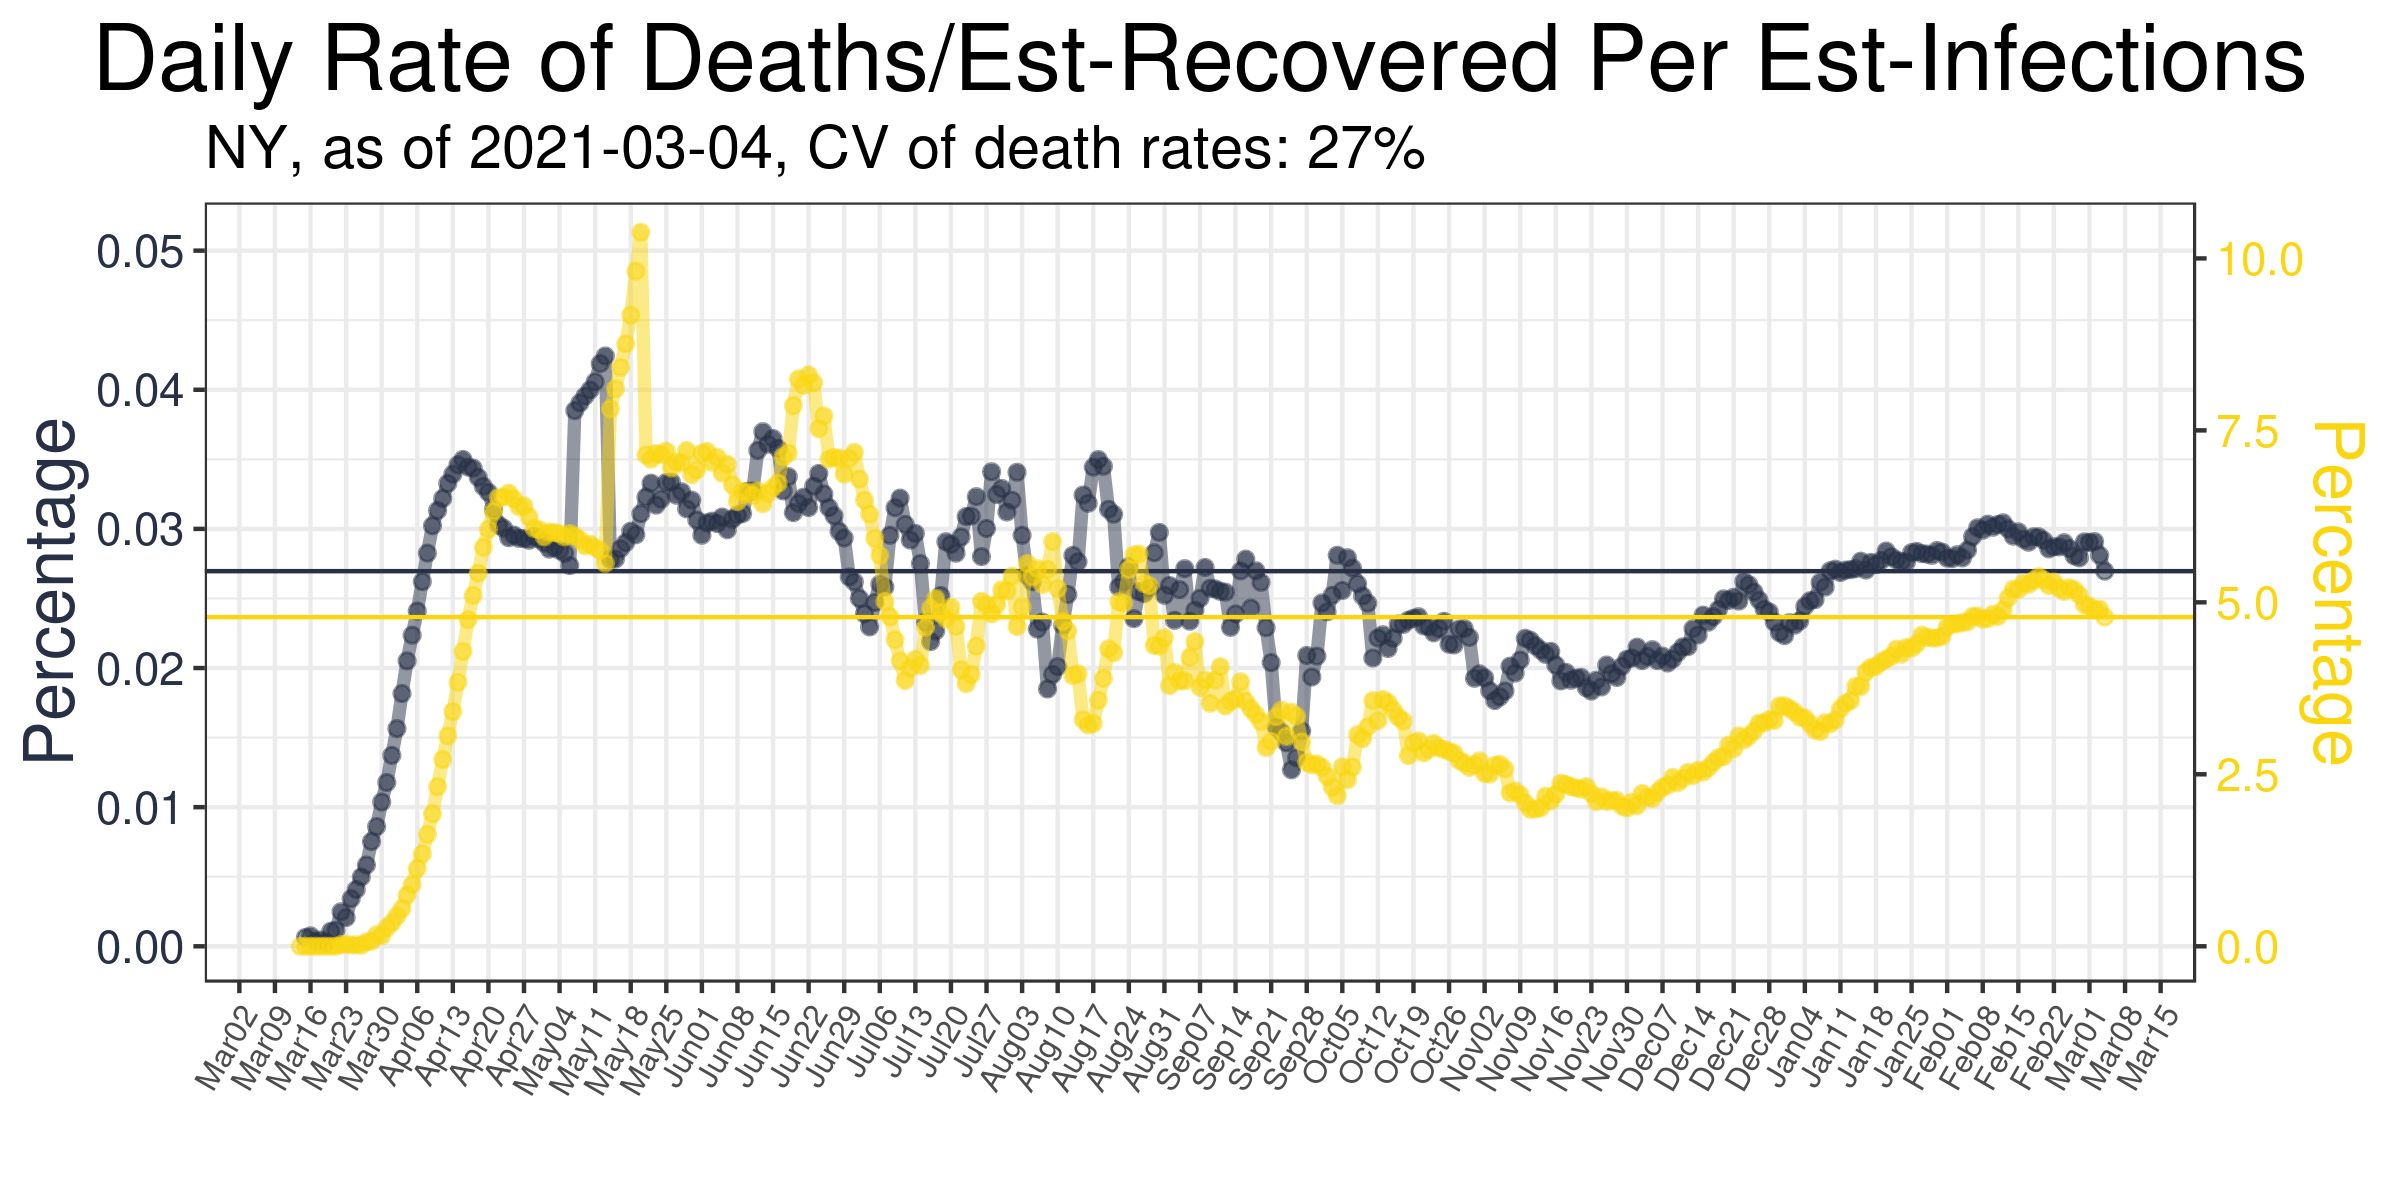 Daily Rate of Deaths/Est-Recovered Per Est-Infections
NY, as of 2021-03-04, CV of death rates: 27%
Percentage
0.05
0.04
0.03
0.02
0.01
0.00
10.0
7.5
5.0
2.5
0.0
Percentage
Mar02
Mar09
Mar16
Mar23
Mar30
Apr06
Apr13
Apr20
Apr27
May04
May11
May18
May25
Jun01
Jun08
Jun15
Jun22
Jun29
Jul06
Jul13
Jul20
Jul27
Aug03
Aug10
Aug17
Aug24
Aug31
Sep07
Sep14
Sep21
Sep28
Oct05
Oct12
Oct19
Oct26
Nov02
Nov09
Nov16
Nov23
Nov30
Dec07
Dec14
Dec21
Dec28
Jan04
Jan11
Jan18
Jan25
Feb01
Feb08
Feb15
Feb22
Mar01
Mar08
Mar15